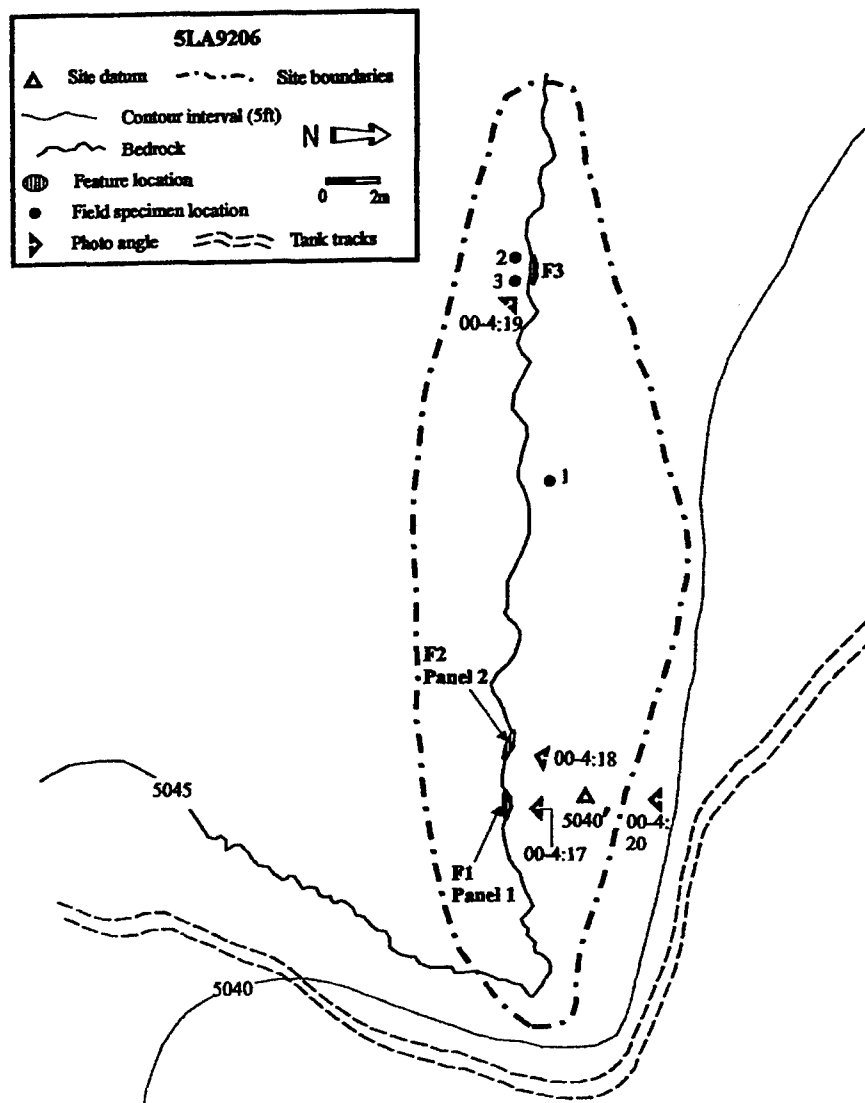 5LA9206
Site datum
Site boundaries
Contour interval (5ft)
Bedrock
N
Feature location
0 2m
Field specimen location
Photo angle
Tank tracks
2
3
F3
00-4:19
1
F2
Panel 2
00-4:18
5045
5040'
00-4:
20
00-4:17
F1
Panel 1
5040